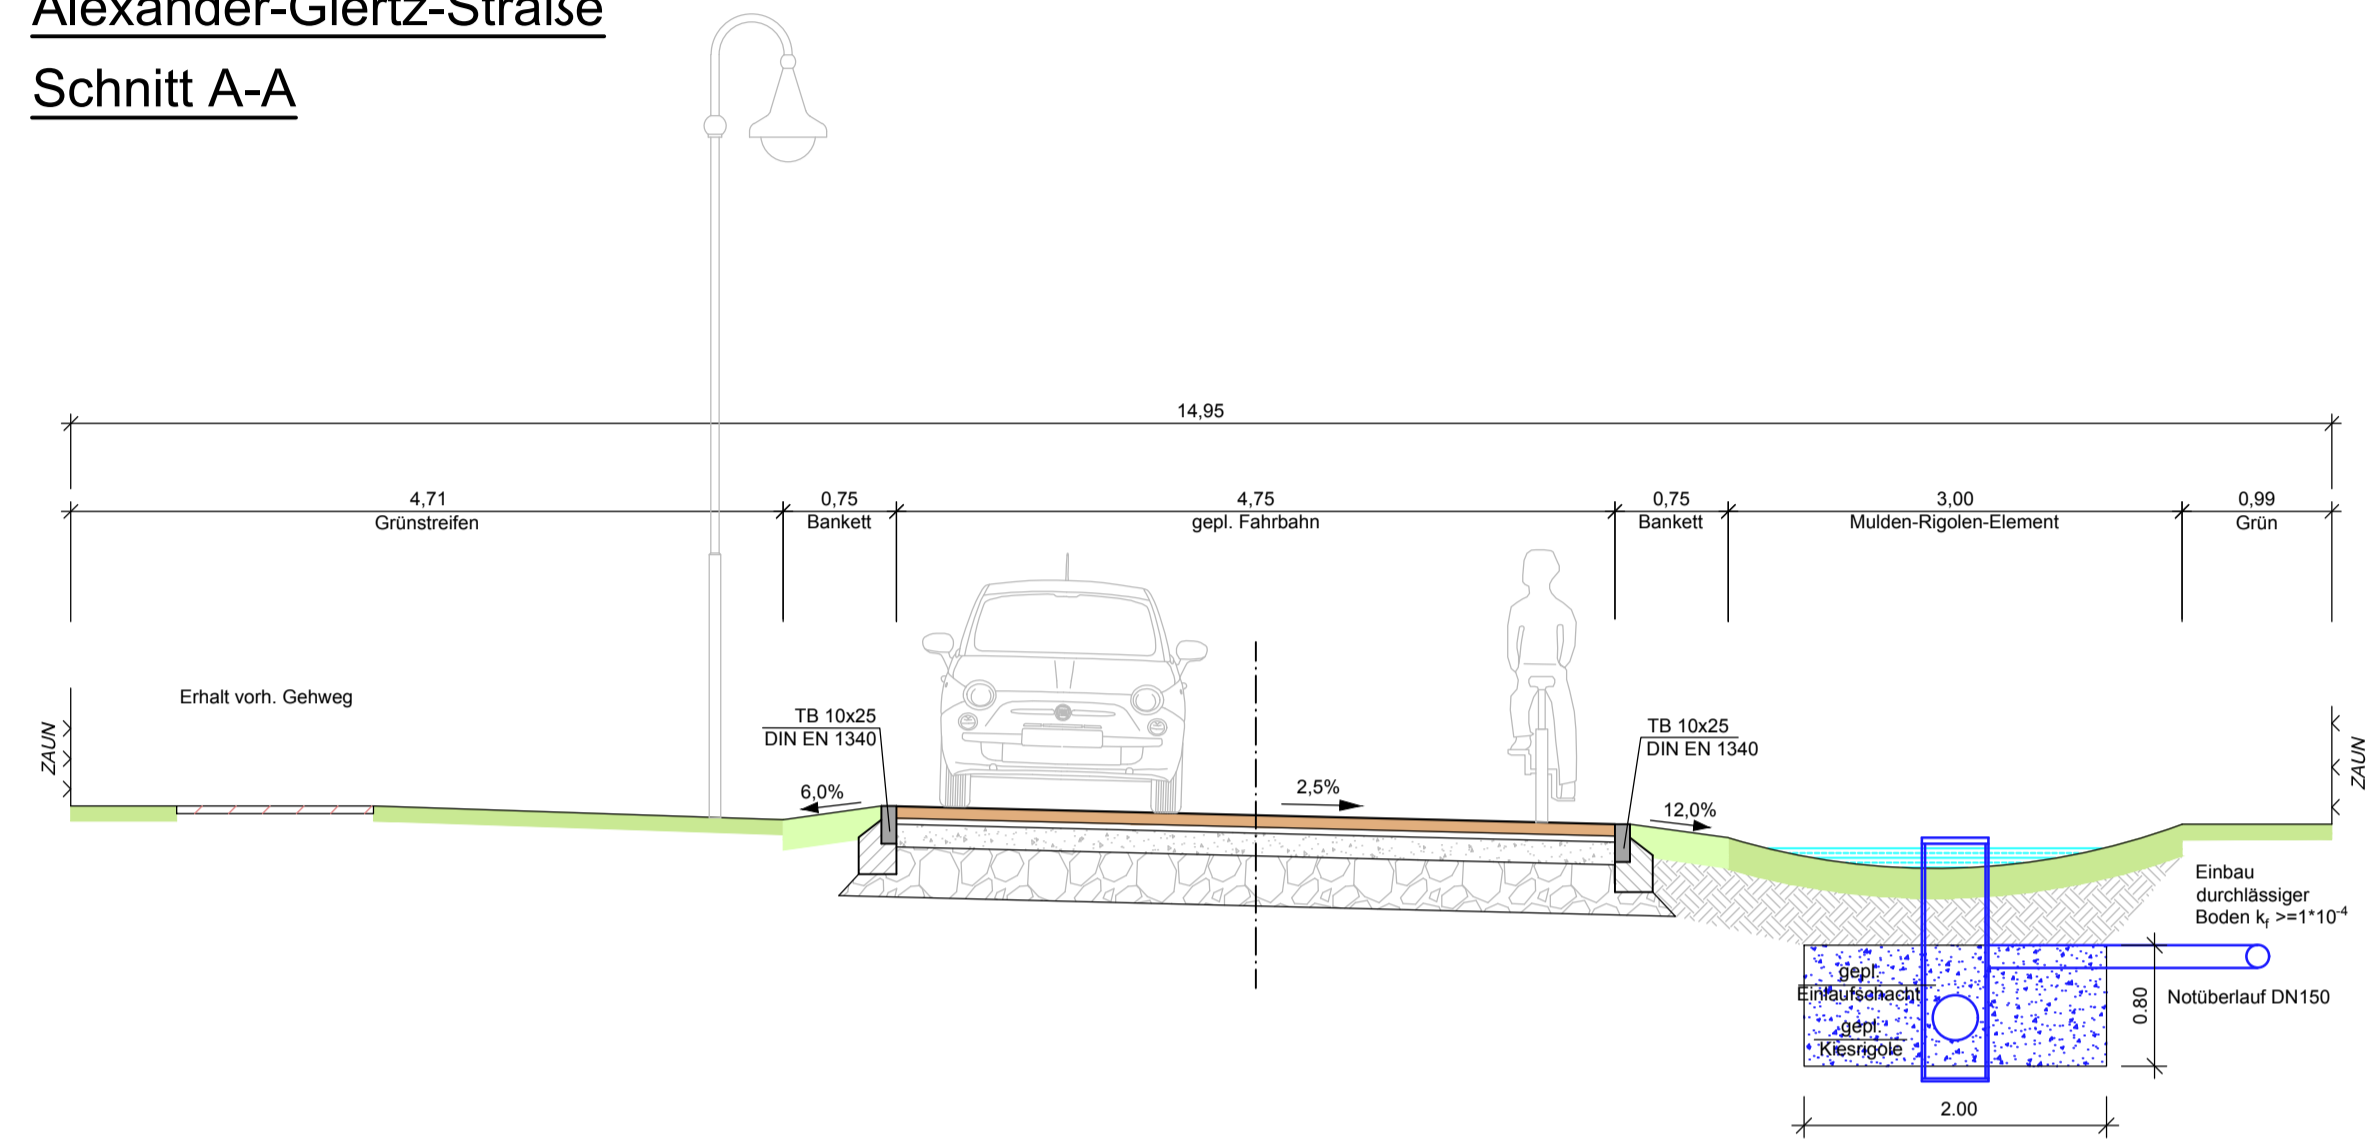 Alexander-Giertz-Straße
Schnitt A-A
14,95
4,71
Grünstreifen
0,75
Bankett
4,75
gepl. Fahrbahn
0,75
Bankett
3,00
Mulden-Rigolen-Element
0,99
Grün
Erhalt vorh. Gehweg
ZAUN
TB 10x25
DIN EN 1340
6,0%
2,5%
TB 10x25
DIN EN 1340
12,0%
ZAUN
Einbau
durchlässiger
Boden kf >=1*10-4
gepl.
Einlaufschacht
gepl.
Kiesrigole
0.80
Notüberlauf DN150
2.00